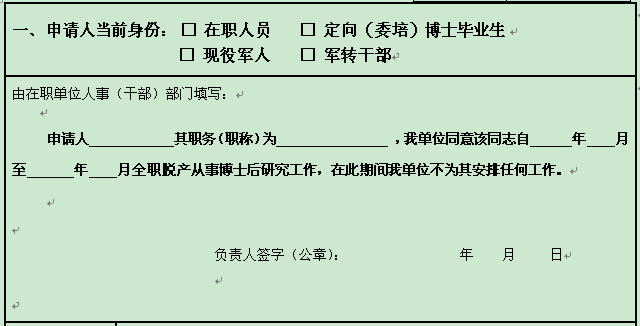 一、申请人当前身份：□ 在职人员 □ 定向（委培）博士毕业生
□ 现役军人 □ 军转干部
由在职单位人事（干部）部门填写：
申请人____________其职务（职称）为________________，我单位同意该同志自______年____月
至______年____月全职脱产从事博士后研究工作，在此期间我单位不为其安排任何工作。
负责人签字（公章）： 年 月 日